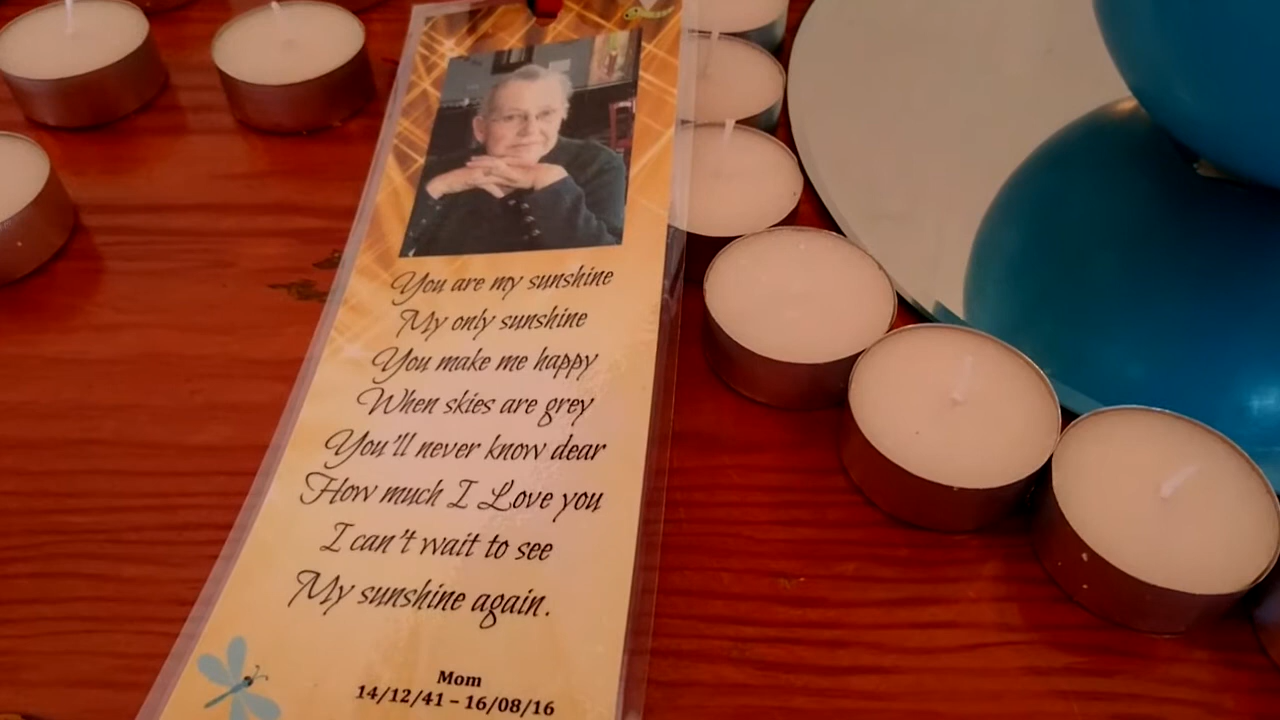 You are my sunshine
My only sunshine
You make me happy
When skies are grey
You'll never know dear
How much I Love you
I can't wait to see
My sunshine again.
Mom
14/12/41 – 16/08/16